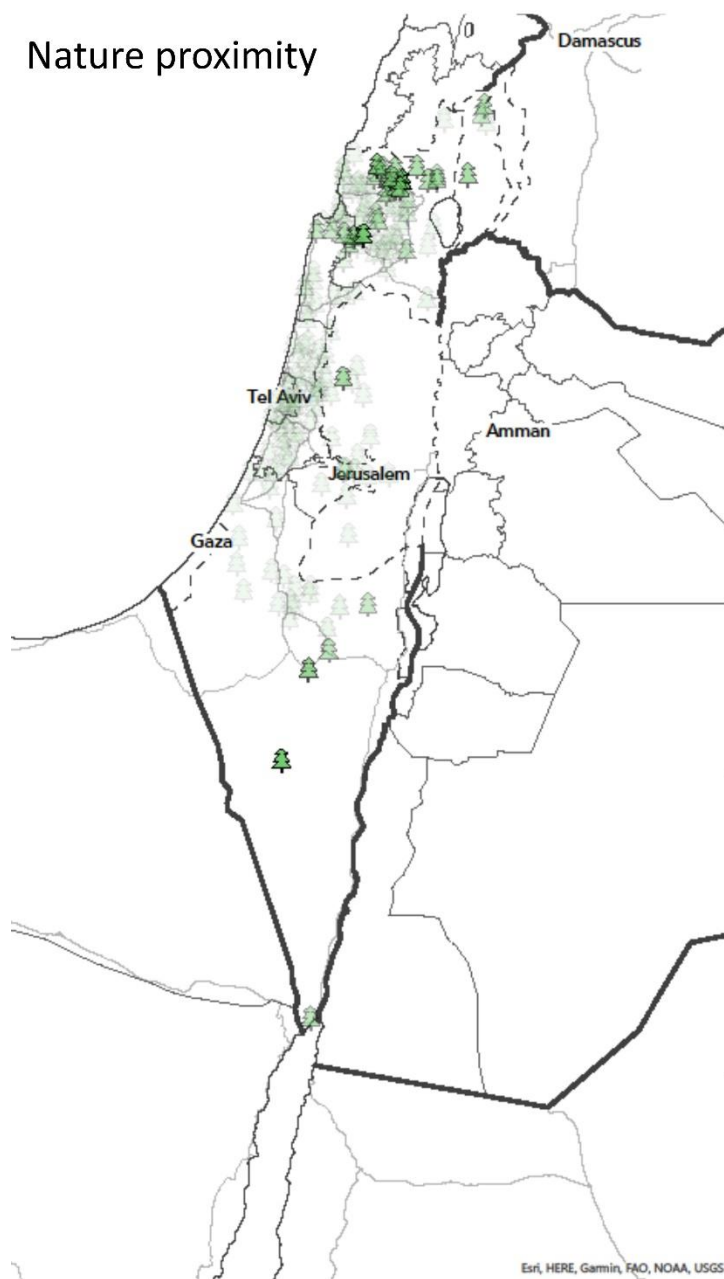 Nature proximity
Damascus
Tel Aviv
Amman
Jerusalem
Gaza
Esri, HERE, Garmin, FAO, NOAA, USGS